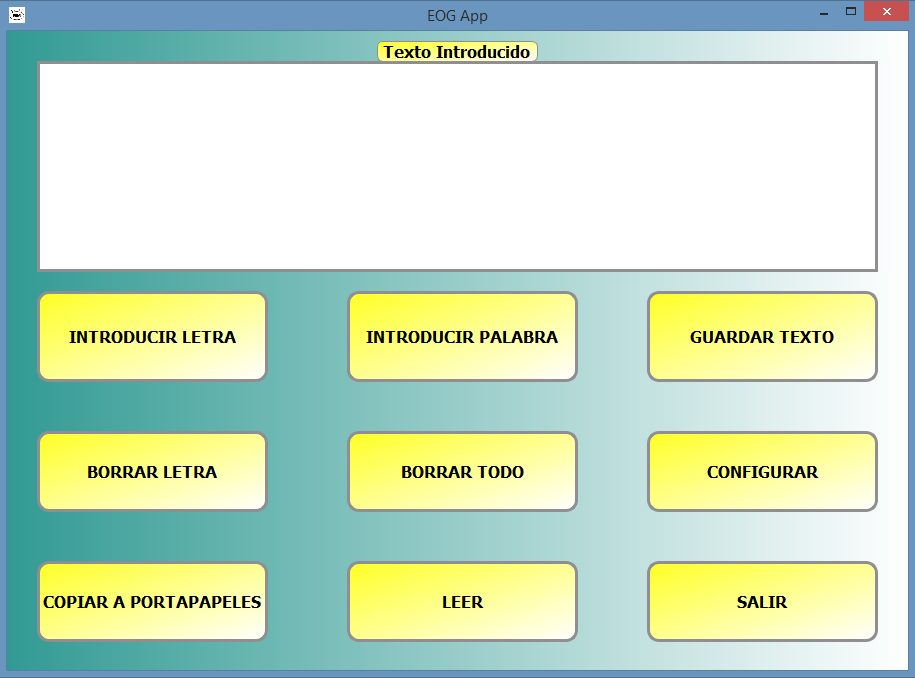 EOG App
Texto Introducido
INTRODUCIR LETRA
INTRODUCIR PALABRA
GUARDAR TEXTO
BORRAR LETRA
BORRAR TODO
CONFIGURAR
COPIAR A PORTAPAPELES
LEER
SALIR